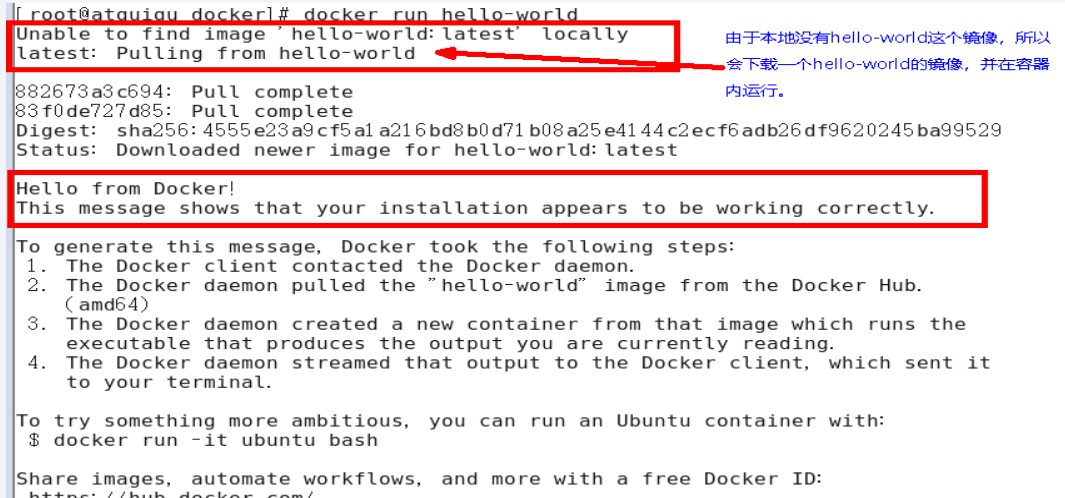 [root@atguigu docker]# docker run hello-world
Unable to find image 'hello-world:latest' locally
latest: Pulling from hello-world
由于本地没有hello-world这个镜像，所以
会下载一个hello-world的镜像，并在容器
内运行。
882673a3c694: Pull complete
83f0de727d85: Pull complete
Digest: sha256:4555e23a9cf5a1a216bd8b0d71b08a25e4144c2ecf6adb26df9620245ba99529
Status: Downloaded newer image for hello-world:latest
Hello from Docker!
This message shows that your installation appears to be working correctly.
To generate this message, Docker took the following steps:
1. The Docker client contacted the Docker daemon.
2. The Docker daemon pulled the "hello-world" image from the Docker Hub.
(amd64)
3. The Docker daemon created a new container from that image which runs the
executable that produces the output you are currently reading.
4. The Docker daemon streamed that output to the Docker client, which sent it
to your terminal.
To try something more ambitious, you can run an Ubuntu container with:
$ docker run -it ubuntu bash
Share images, automate workflows, and more with a free Docker ID:
https://hub.docker.com/